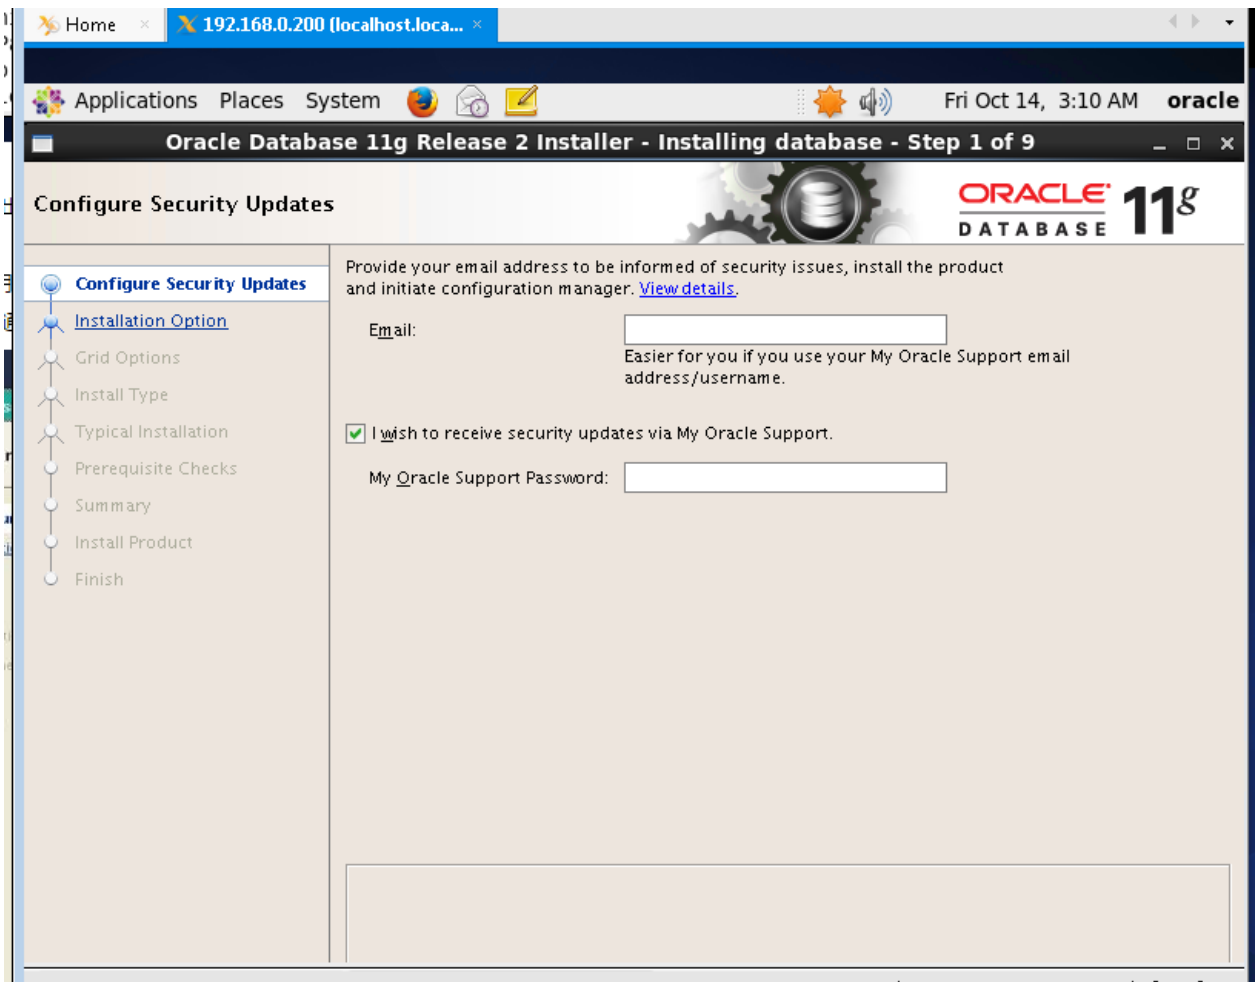 Home
192.168.0.200 (localhost.loca...
Applications Places System Fri Oct 14, 3:10 AM oracle
Oracle Database 11g Release 2 Installer - Installing database - Step 1 of 9
Configure Security Updates
ORACLE 11g
DATABASE
Configure Security Updates
Installation Option
Grid Options
Install Type
Typical Installation
Prerequisite Checks
Summary
Install Product
Finish
Provide your email address to be informed of security issues, install the product
and initiate configuration manager. View details.
Email:
Easier for you if you use your My Oracle Support email
address/username.
I wish to receive security updates via My Oracle Support.
My Oracle Support Password: